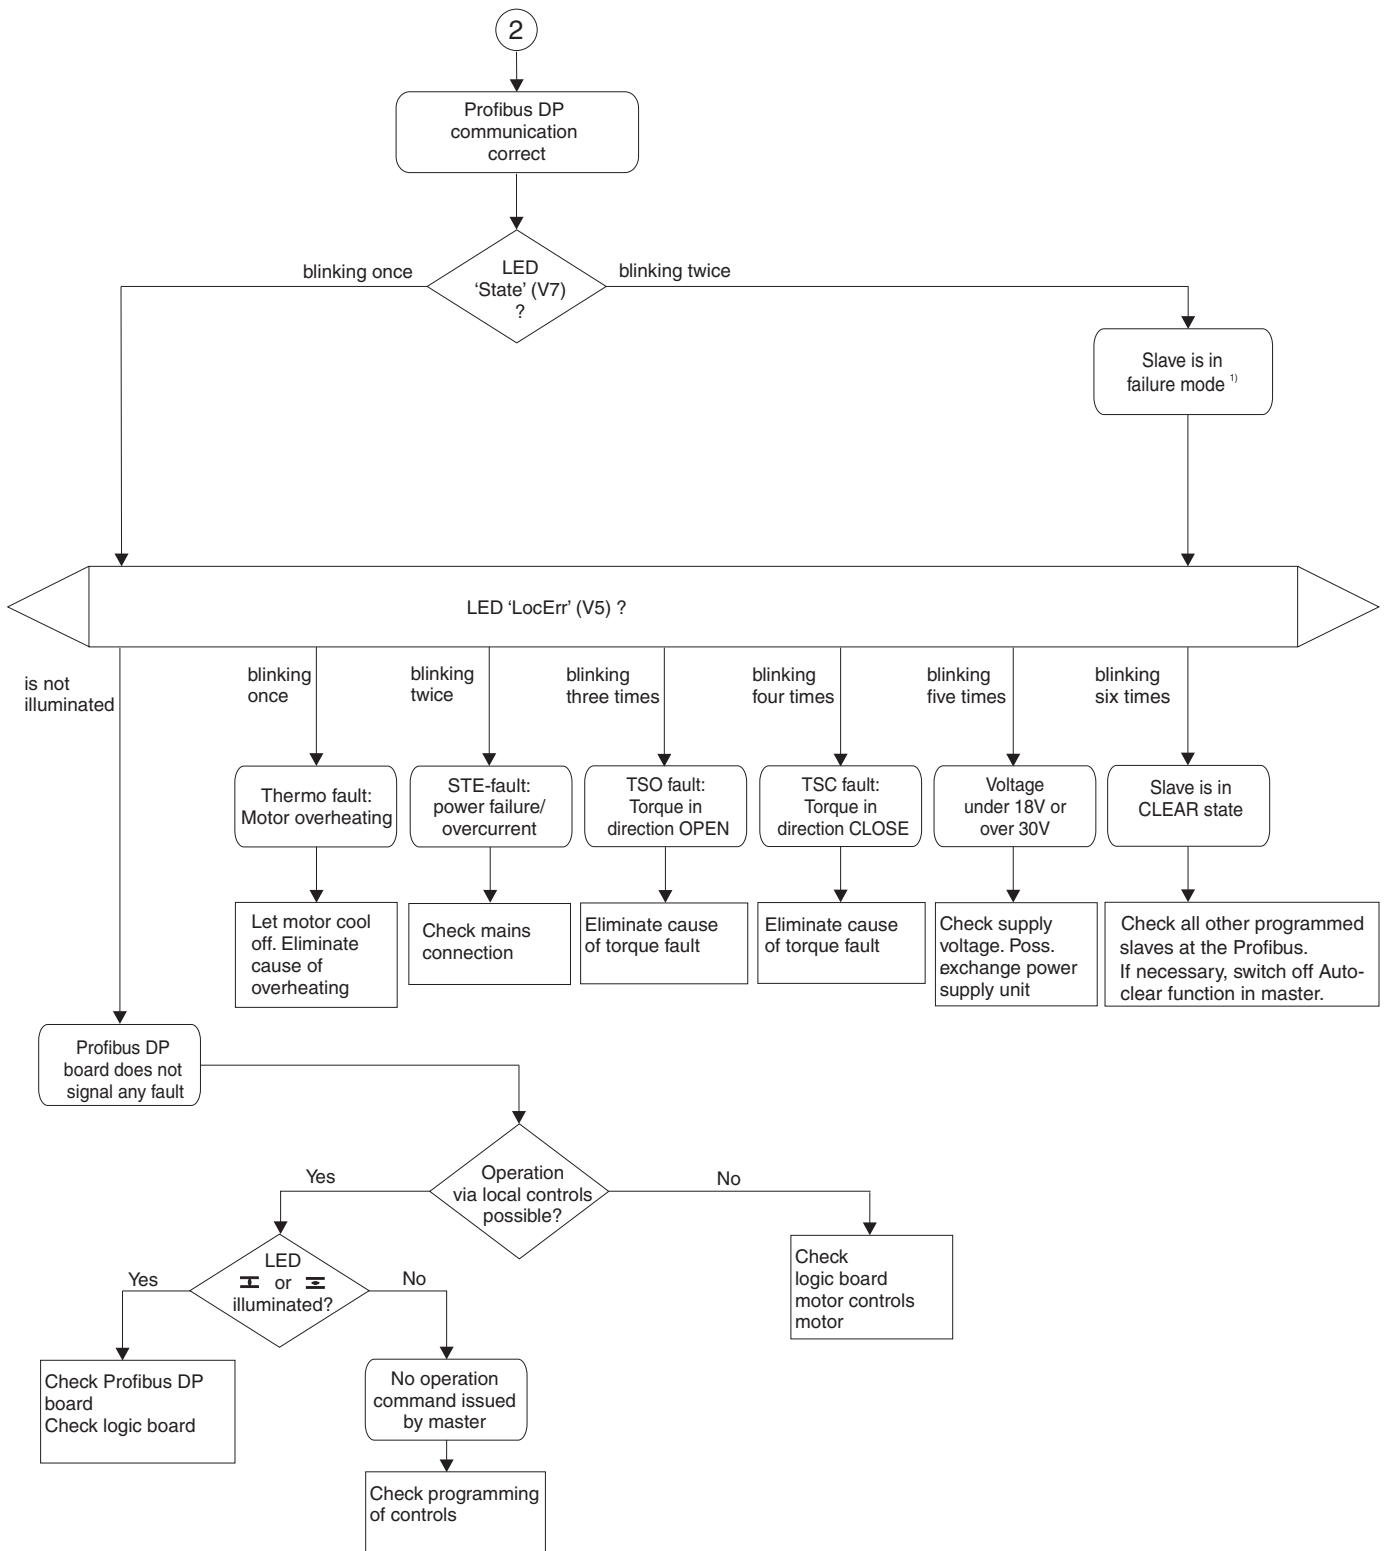 2
Profibus DP
communication
correct
blinking once
LED
‘State’ (V7)
?
blinking twice
Slave is in
failure mode 1)
LED ‘LocErr’ (V5) ?
is not
illuminated
blinking
once
blinking
twice
blinking
three times
blinking
four times
blinking
five times
blinking
six times
Thermo fault:
Motor overheating
STE-fault:
power failure/
overcurrent
TSO fault:
Torque in
direction OPEN
TSC fault:
Torque in
direction CLOSE
Voltage
under 18V or
over 30V
Slave is in
CLEAR state
Let motor cool
off. Eliminate
cause of
overheating
Check mains
connection
Eliminate cause
of torque fault
Eliminate cause
of torque fault
Check supply
voltage. Poss.
exchange power
supply unit
Check all other programmed
slaves at the Profibus.
If necessary, switch off Auto-
clear function in master.
Profibus DP
board does not
signal any fault
Yes
Operation
via local controls
possible?
No
Yes
LED
or
illuminated?
No
Check
logic board
motor controls
motor
Check Profibus DP
board
Check logic board
No operation
command issued
by master
Check programming
of controls